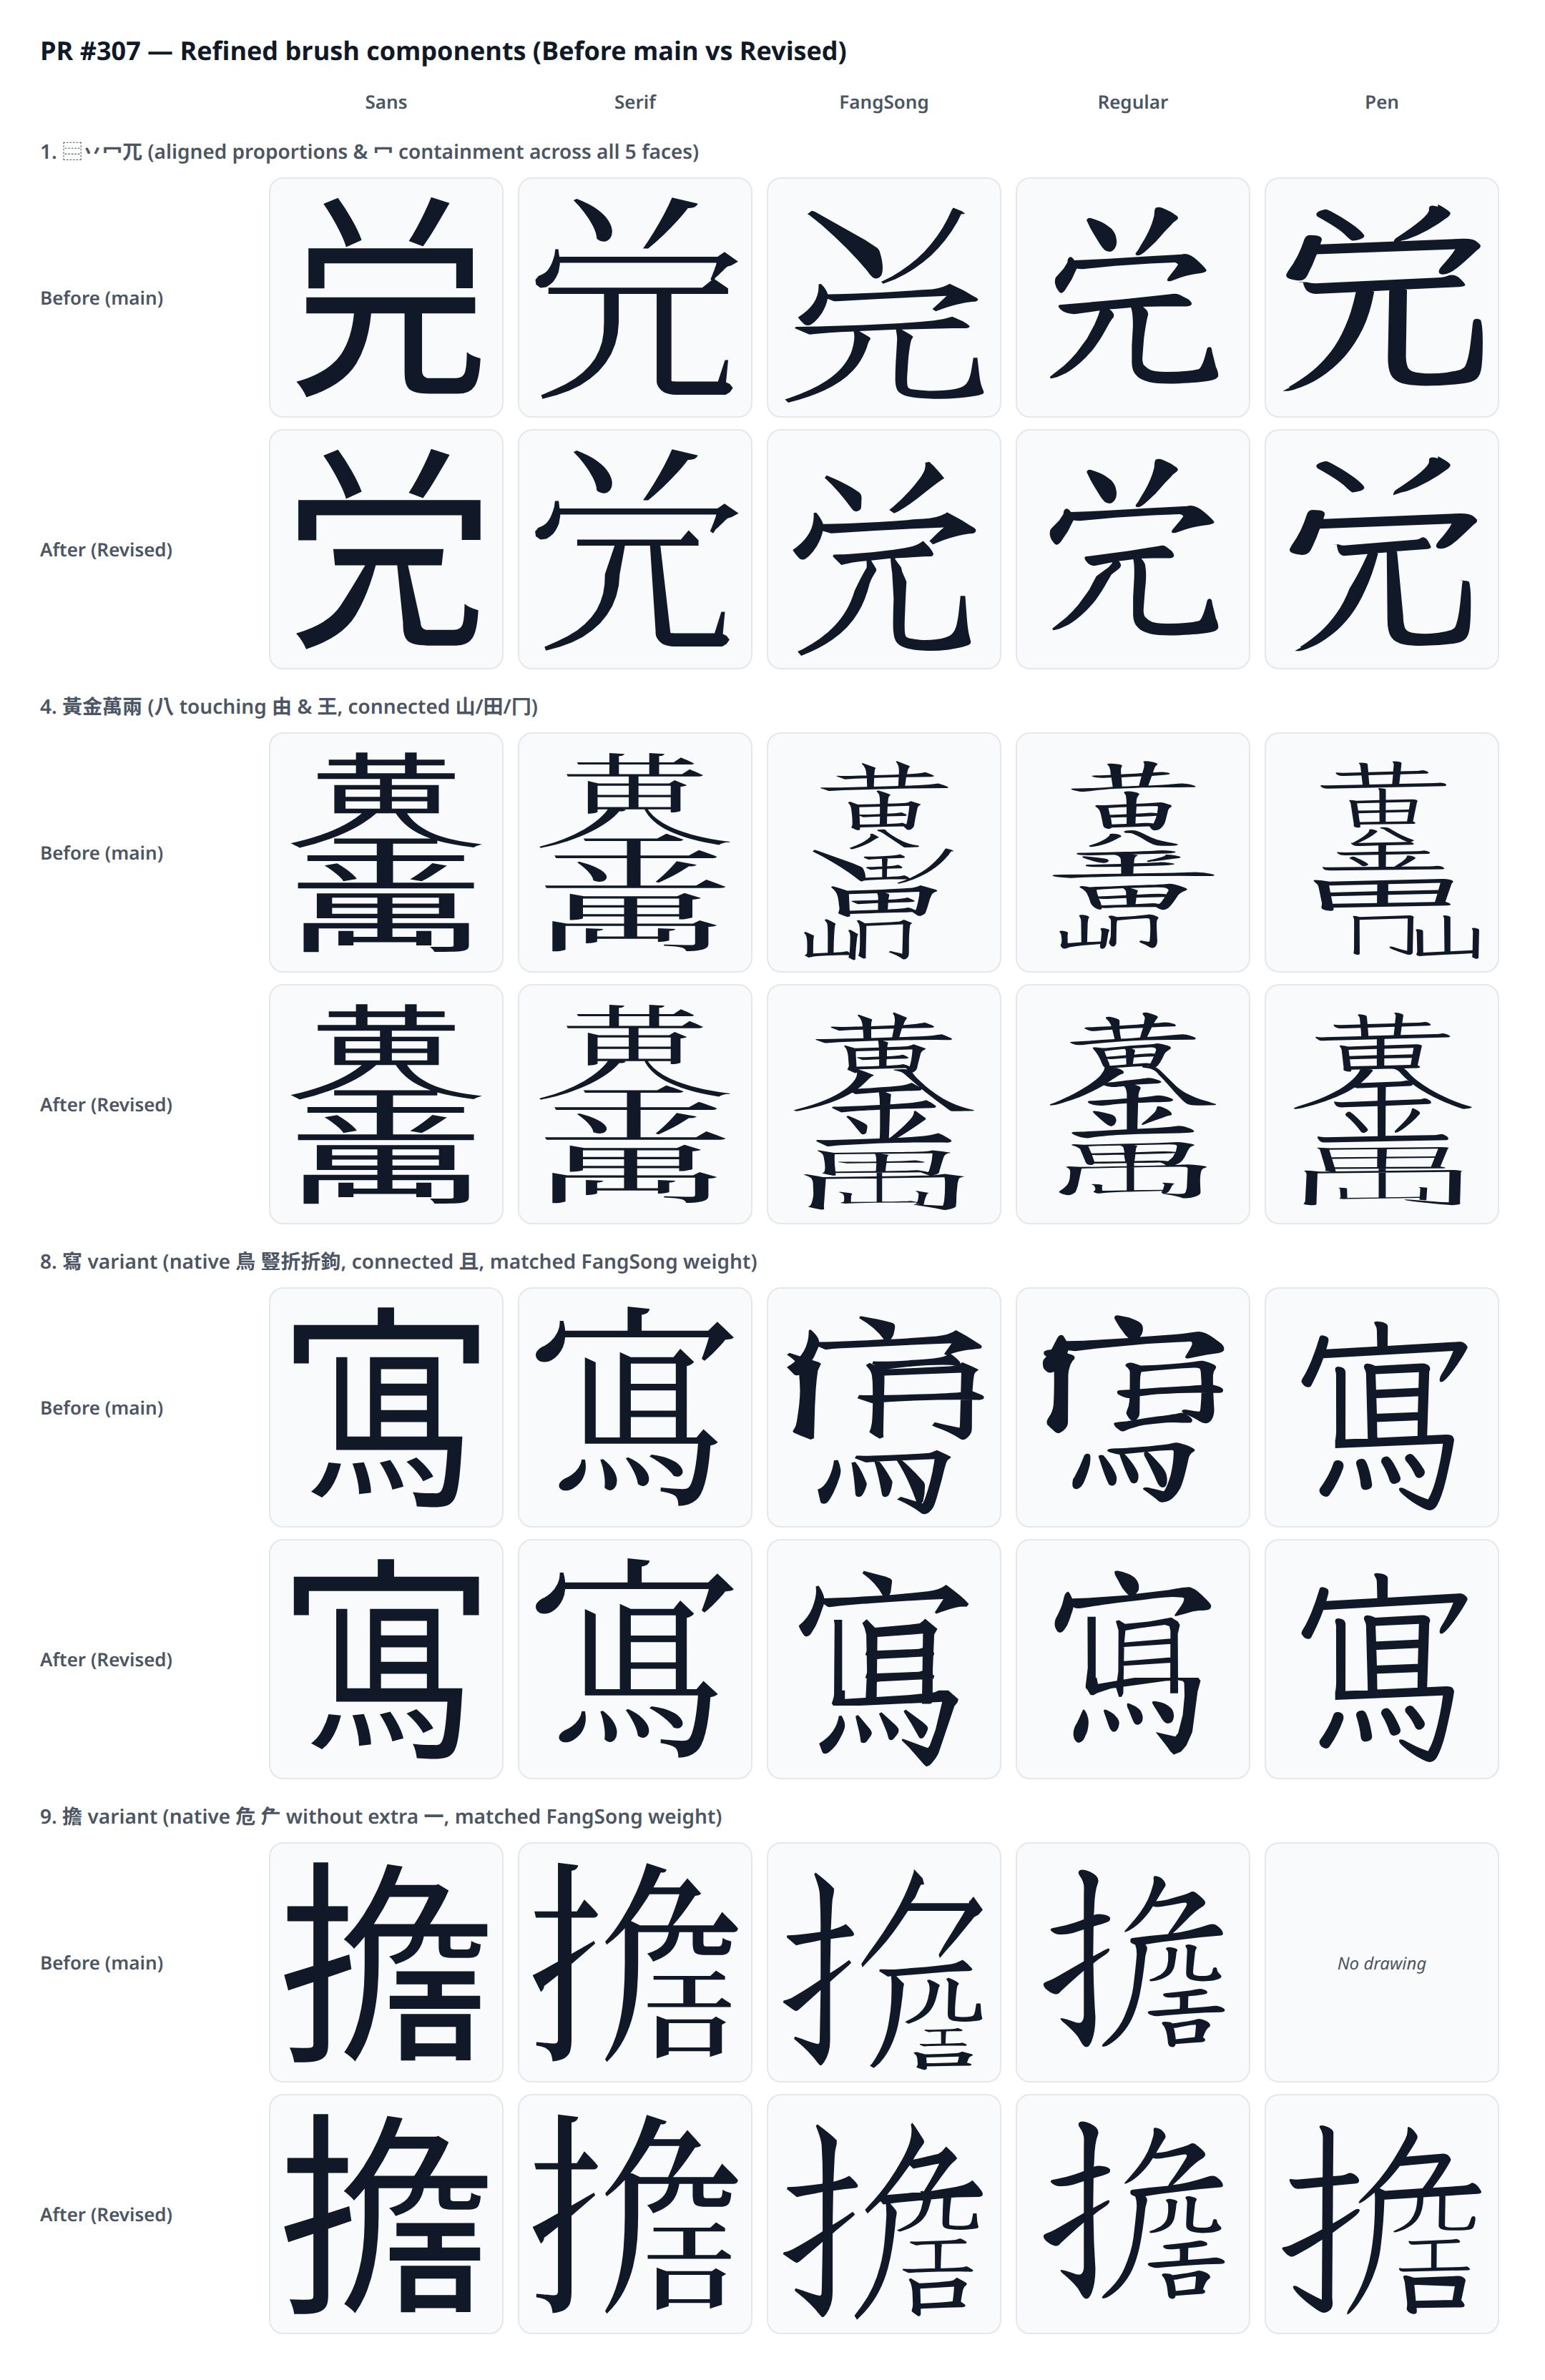 PR #307 — Refined brush components (Before main vs Revised)
Sans Serif FangSong Regular Pen
1. ⿳丷冖兀 (aligned proportions & 冖 containment across all 5 faces)
Before (main)
After (Revised)
4. 黃金萬兩 (八 touching 由 & 王, connected 山/田/冂)
Before (main)
After (Revised)
8. 寫 variant (native 鳥 豎折折鉤, connected 且, matched FangSong weight)
Before (main)
After (Revised)
9. 擔 variant (native 危 𠂊 without extra 一, matched FangSong weight)
Before (main)
No drawing
After (Revised)